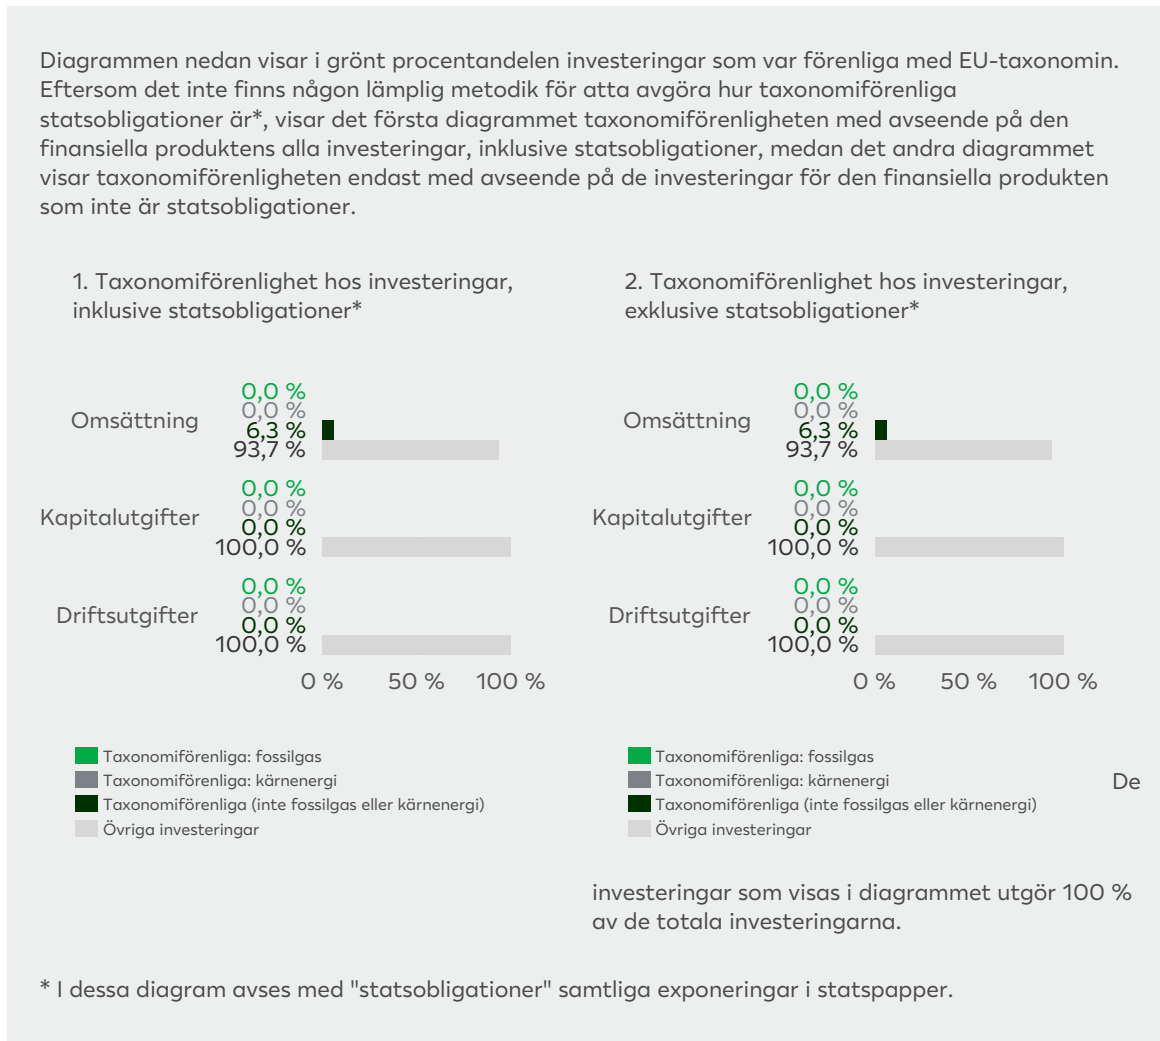 Diagrammen nedan visar i grönt procentandelen investeringar som var förenliga med EU-taxonomin.
Eftersom det inte finns någon lämplig metodik för atta avgöra hur taxonomiförenliga
statsobligationer är*, visar det första diagrammet taxonomiförenligheten med avseende på den
finansiella produktens alla investeringar, inklusive statsobligationer, medan det andra diagrammet
visar taxonomiförenligheten endast med avseende på de investeringar för den finansiella produkten
som inte är statsobligationer.
1. Taxonomiförenlighet hos investeringar,
inklusive statsobligationer*
Omsättning
0,0 %
0,0 %
6,3 %
93,7 %
Kapitalutgifter
0,0 %
0,0 %
0,0 %
100,0 %
Driftsutgifter
0,0 %
0,0 %
0,0 %
100,0 %
0 % 50 % 100 %
Taxonomiförenliga: fossilgas
Taxonomiförenliga: kärnenergi
Taxonomiförenliga (inte fossilgas eller kärnenergi)
Övriga investeringar
2. Taxonomiförenlighet hos investeringar,
exklusive statsobligationer*
Omsättning
0,0 %
0,0 %
6,3 %
93,7 %
Kapitalutgifter
0,0 %
0,0 %
0,0 %
100,0 %
Driftsutgifter
0,0 %
0,0 %
0,0 %
100,0 %
0 % 50 % 100 %
Taxonomiförenliga: fossilgas
Taxonomiförenliga: kärnenergi
Taxonomiförenliga (inte fossilgas eller kärnenergi)
Övriga investeringar
De
investeringar som visas i diagrammet utgör 100 %
av de totala investeringarna.
* I dessa diagram avses med "statsobligationer" samtliga exponeringar i statspapper.